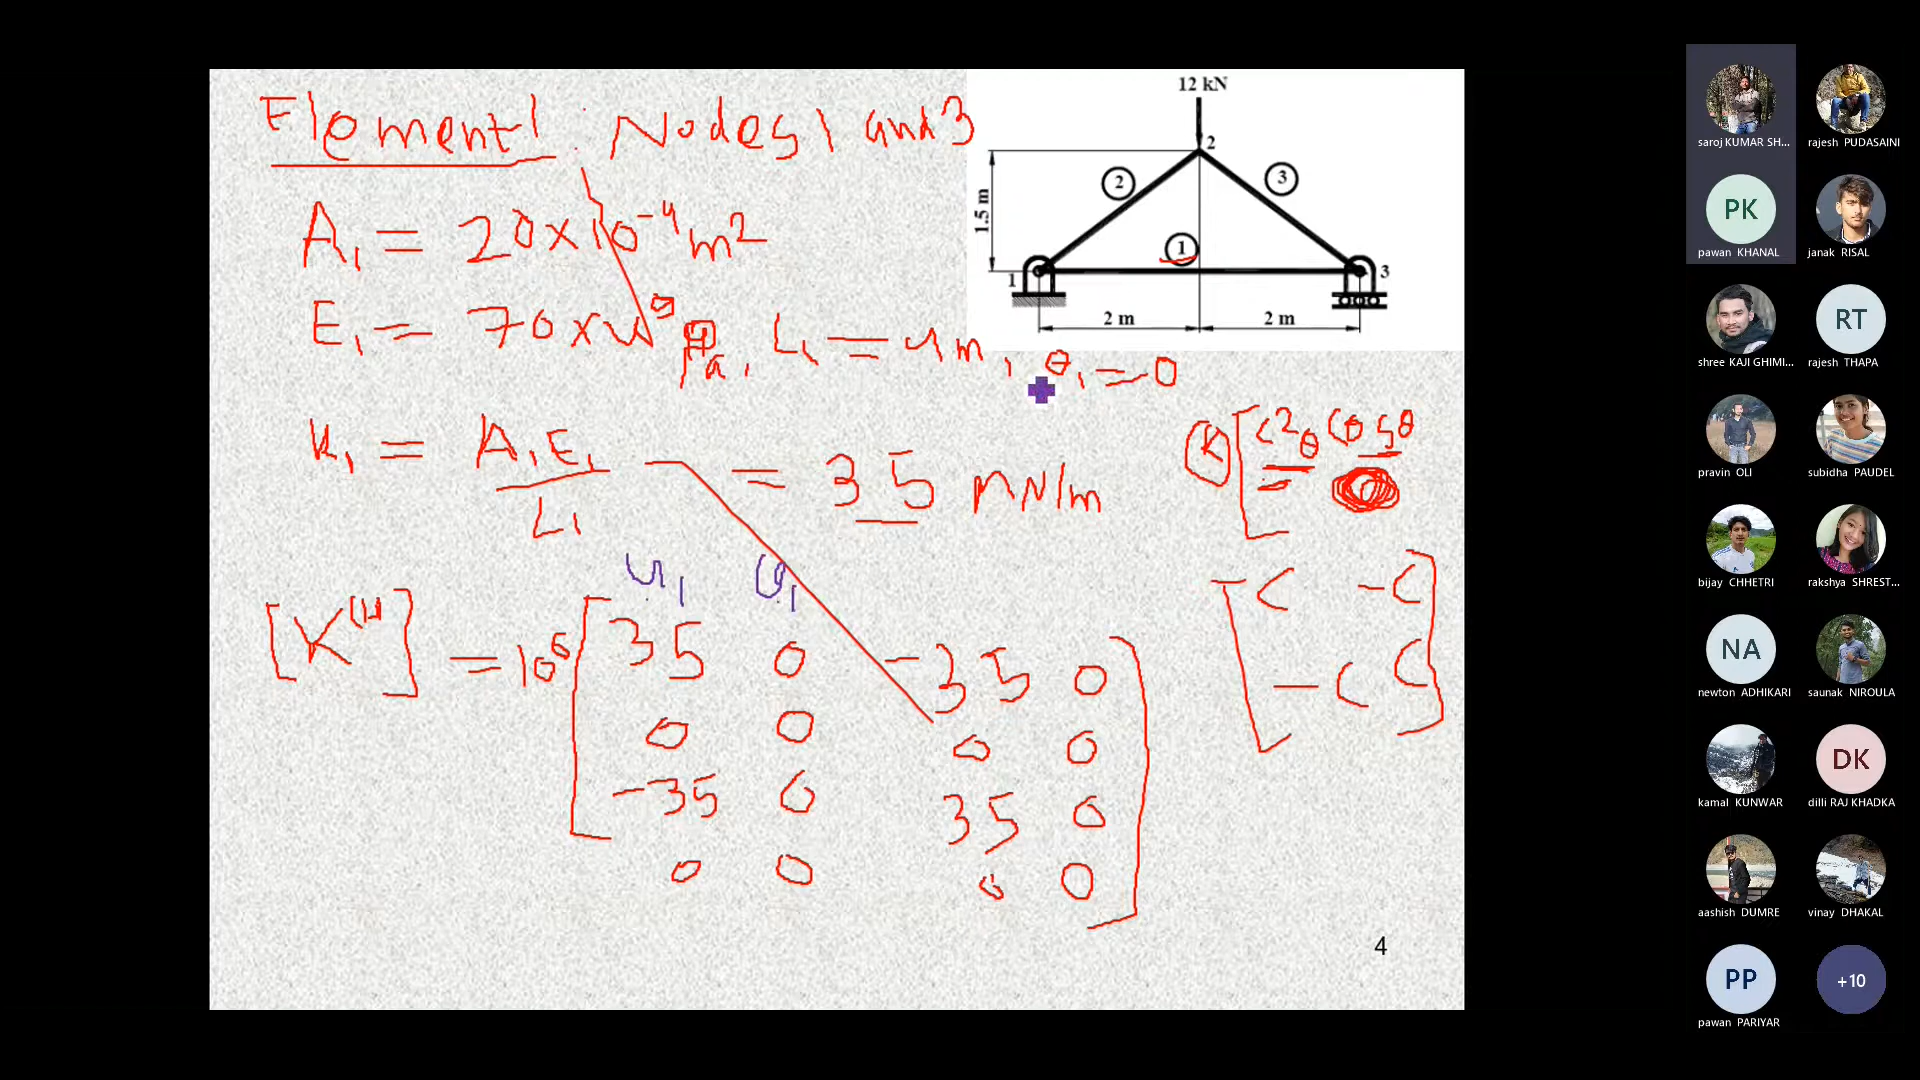 Element 1 : Nodes 1 and 3
A₁ = 20×10⁻⁴ m²
E₁ = 70×10⁹ Pa, L₁ = 4m, θ₁ = 0
k₁ = A₁E₁ / L₁ = 35 MN/m
[K⁽¹⁾] = 10⁶
u₁
35 0 -35 0
0 0 0 0
-35 0 35 0
0 0 0 0
K [ c²θ cθ sθ
C -C
-C C
12 kN
2
2
3
1.5 m
1
1
3
2 m
2 m
4
saroj KUMAR SH...
rajesh PUDASAINI
PK
pawan KHANAL
janak RISAL
RT
shree KAJI GHIMI...
rajesh THAPA
pravin OLI
subidha PAUDEL
bijay CHHETRI
rakshya SHREST...
NA
newton ADHIKARI
saunak NIROULA
DK
kamal KUNWAR
dilli RAJ KHADKA
aashish DUMRE
vinay DHAKAL
PP
+10
pawan PARIYAR